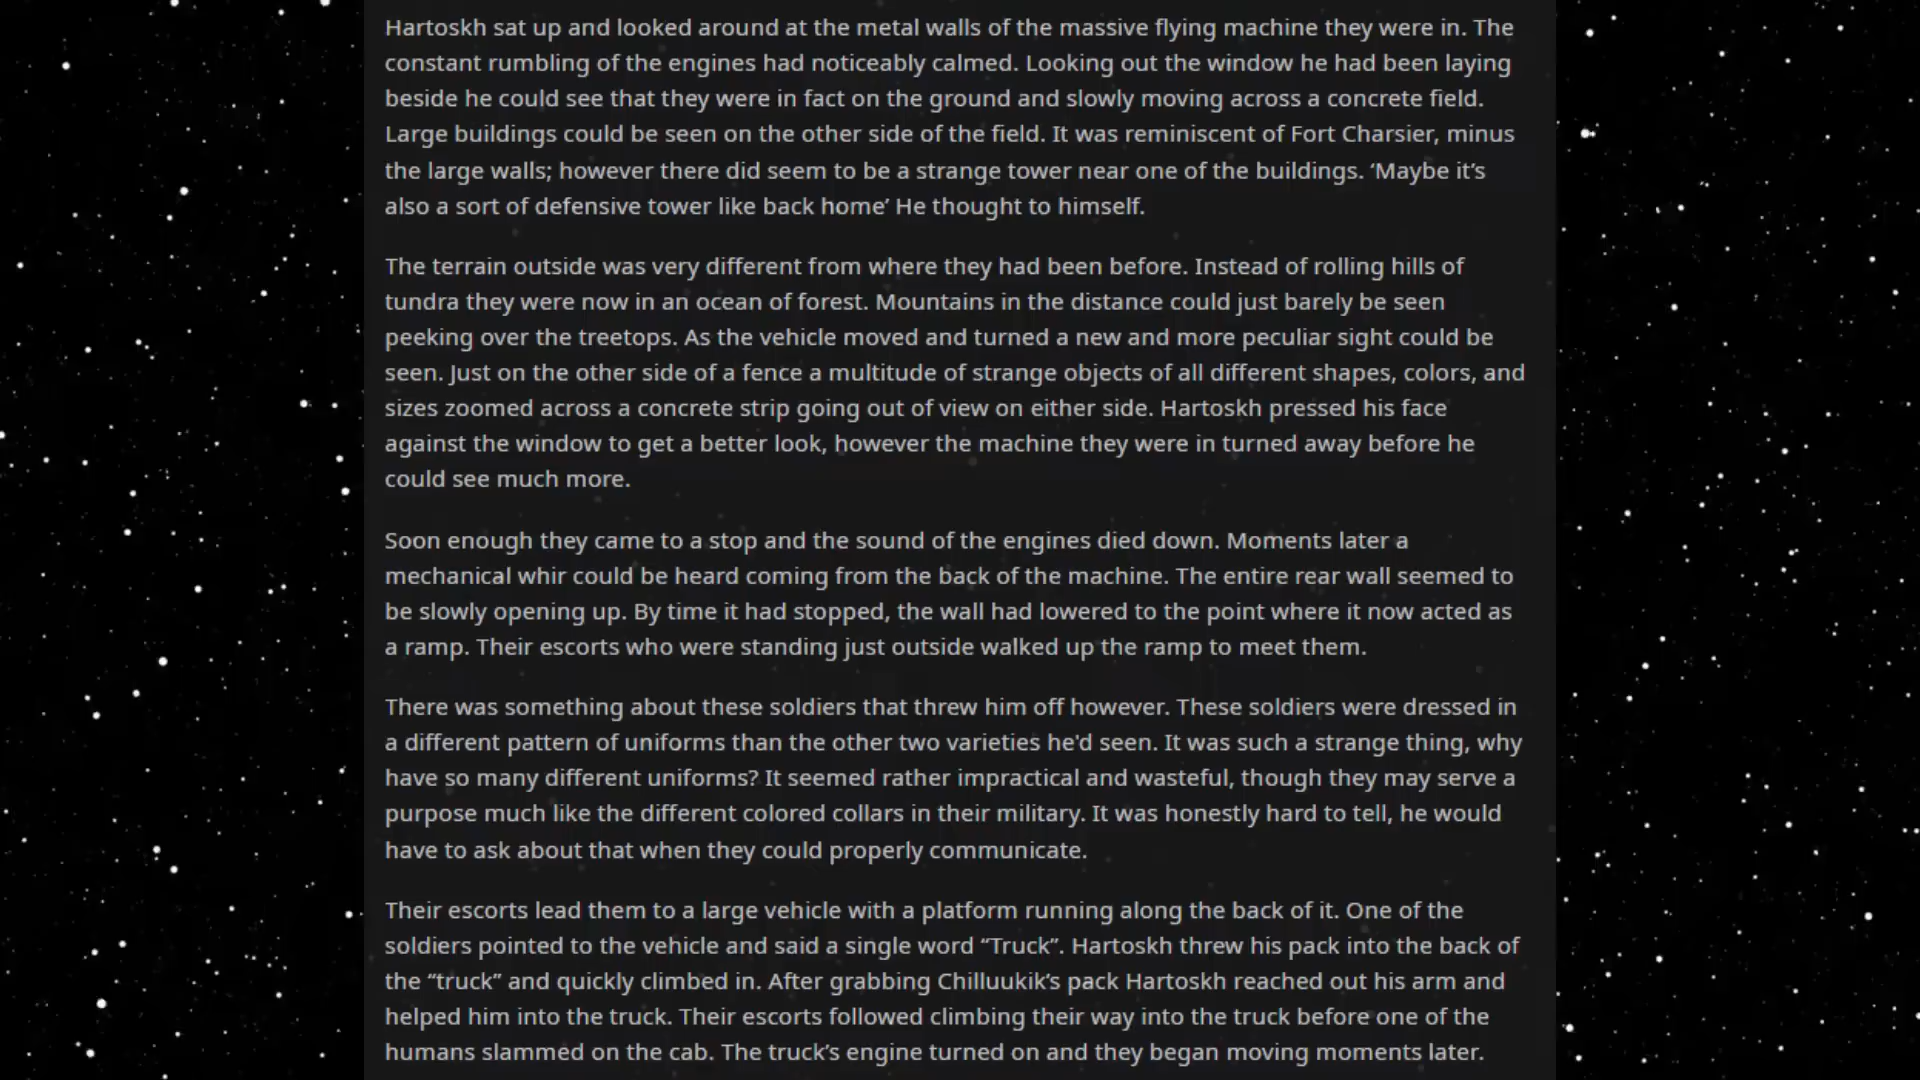 Hartoskh sat up and looked around at the metal walls of the massive flying machine they were in. The
constant rumbling of the engines had noticeably calmed. Looking out the window he had been laying
beside he could see that they were in fact on the ground and slowly moving across a concrete field.
Large buildings could be seen on the other side of the field. It was reminiscent of Fort Charsier, minus
the large walls; however there did seem to be a strange tower near one of the buildings. ‘Maybe it’s
also a sort of defensive tower like back home’ He thought to himself.
The terrain outside was very different from where they had been before. Instead of rolling hills of
tundra they were now in an ocean of forest. Mountains in the distance could just barely be seen
peeking over the treetops. As the vehicle moved and turned a new and more peculiar sight could be
seen. Just on the other side of a fence a multitude of strange objects of all different shapes, colors, and
sizes zoomed across a concrete strip going out of view on either side. Hartoskh pressed his face
against the window to get a better look, however the machine they were in turned away before he
could see much more.
Soon enough they came to a stop and the sound of the engines died down. Moments later a
mechanical whir could be heard coming from the back of the machine. The entire rear wall seemed to
be slowly opening up. By time it had stopped, the wall had lowered to the point where it now acted as
a ramp. Their escorts who were standing just outside walked up the ramp to meet them.
There was something about these soldiers that threw him off however. These soldiers were dressed in
a different pattern of uniforms than the other two varieties he'd seen. It was such a strange thing, why
have so many different uniforms? It seemed rather impractical and wasteful, though they may serve a
purpose much like the different colored collars in their military. It was honestly hard to tell, he would
have to ask about that when they could properly communicate.
Their escorts lead them to a large vehicle with a platform running along the back of it. One of the
soldiers pointed to the vehicle and said a single word “Truck”. Hartoskh threw his pack into the back of
the “truck” and quickly climbed in. After grabbing Chilluukik’s pack Hartoskh reached out his arm and
helped him into the truck. Their escorts followed climbing their way into the truck before one of the
humans slammed on the cab. The truck’s engine turned on and they began moving moments later.